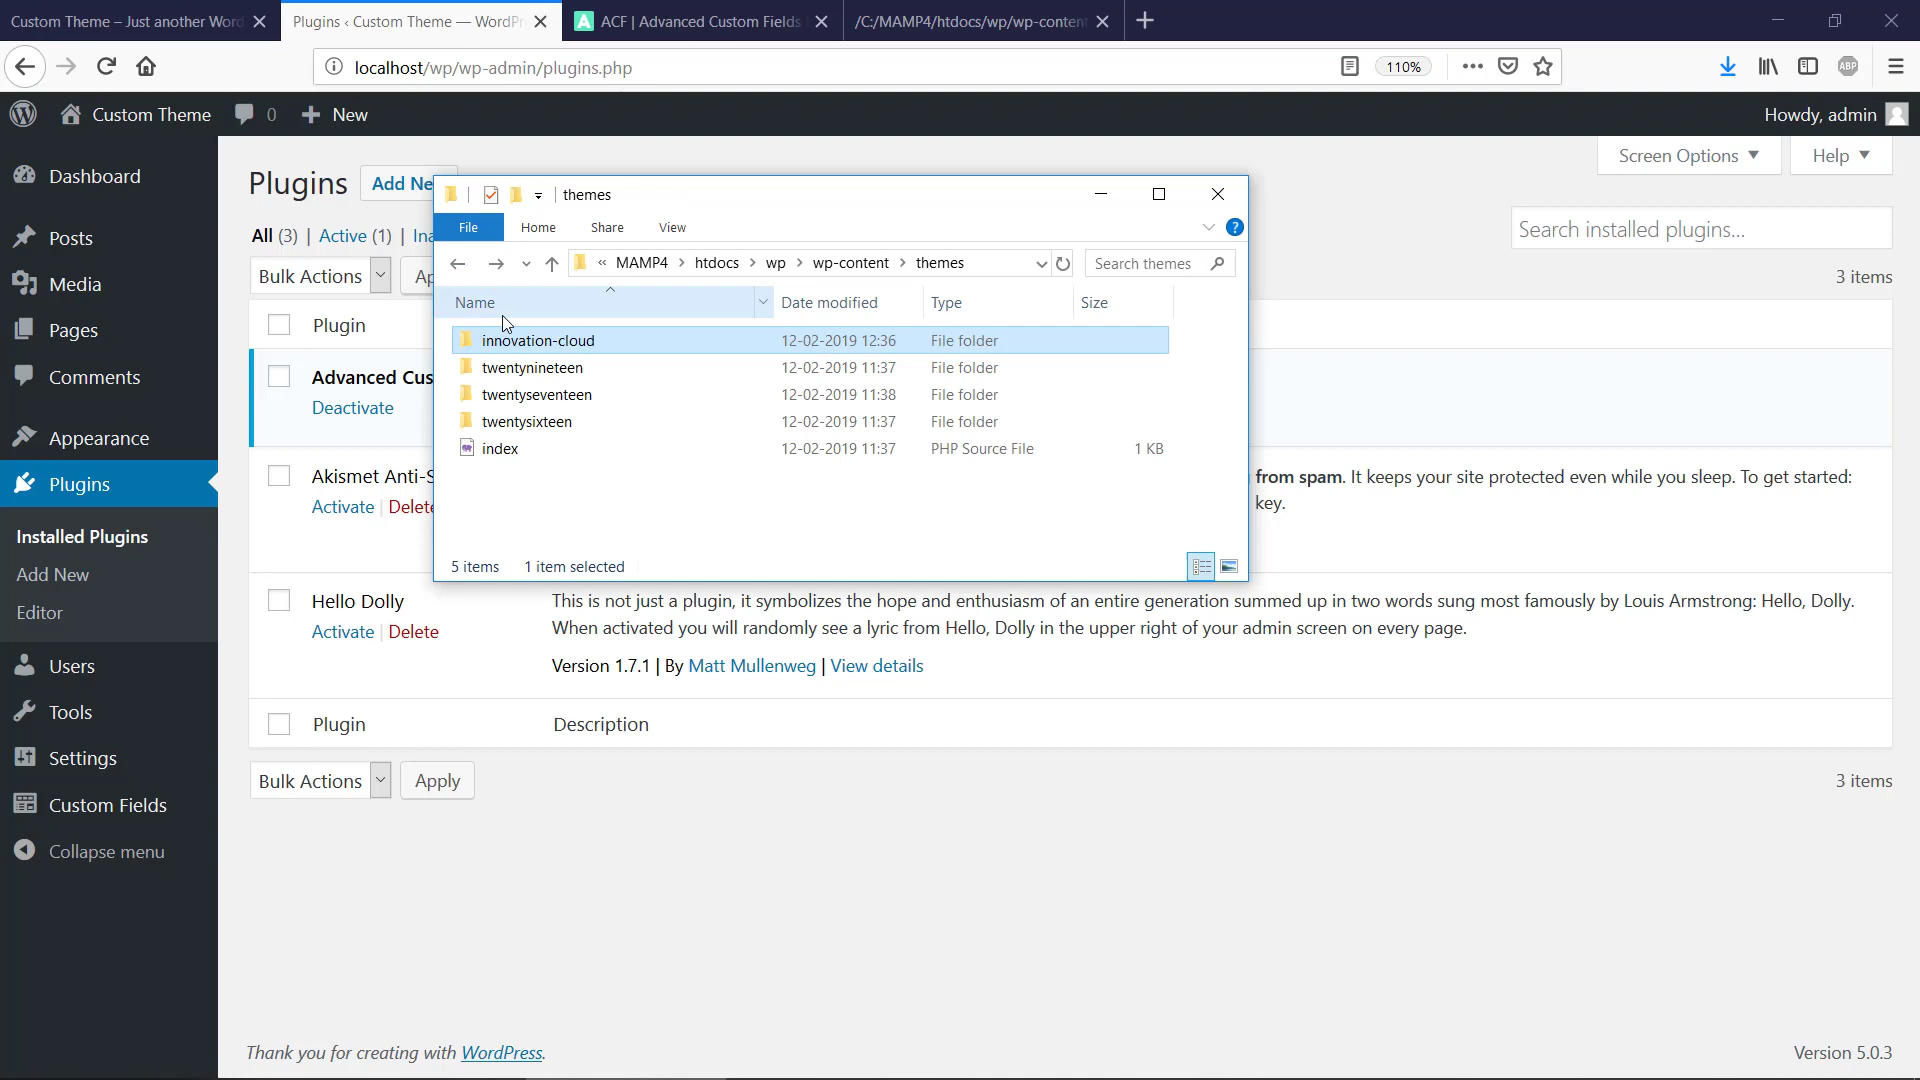 Custom Theme – Just another Word
Plugins ‹ Custom Theme — WordPr
ACF | Advanced Custom Fields
/C:/MAMP4/htdocs/wp/wp-content
localhost/wp/wp-admin/plugins.php
110%
ABP
Custom Theme
0
New
Howdy, admin
Dashboard
Posts
Media
Pages
Comments
Appearance
Plugins
Installed Plugins
Add New
Editor
Users
Tools
Settings
Custom Fields
Collapse menu
Screen Options
Help
Plugins
Add Ne
All (3) | Active (1) | Ina
Search installed plugins...
Bulk Actions
Ap
3 items
Plugin
Advanced Cus
Deactivate
Akismet Anti-S
Activate | Delete
from spam. It keeps your site protected even while you sleep. To get started:
key.
themes
File
Home
Share
View
« MAMP4 > htdocs > wp > wp-content > themes
Search themes
Name
Date modified
Type
Size
innovation-cloud 12-02-2019 12:36 File folder
twentynineteen 12-02-2019 11:37 File folder
twentyseventeen 12-02-2019 11:38 File folder
twentysixteen 12-02-2019 11:37 File folder
index 12-02-2019 11:37 PHP Source File 1 KB
5 items
1 item selected
Hello Dolly
Activate | Delete
This is not just a plugin, it symbolizes the hope and enthusiasm of an entire generation summed up in two words sung most famously by Louis Armstrong: Hello, Dolly.
When activated you will randomly see a lyric from Hello, Dolly in the upper right of your admin screen on every page.
Version 1.7.1 | By Matt Mullenweg | View details
Plugin
Description
Bulk Actions
Apply
3 items
Thank you for creating with WordPress.
Version 5.0.3